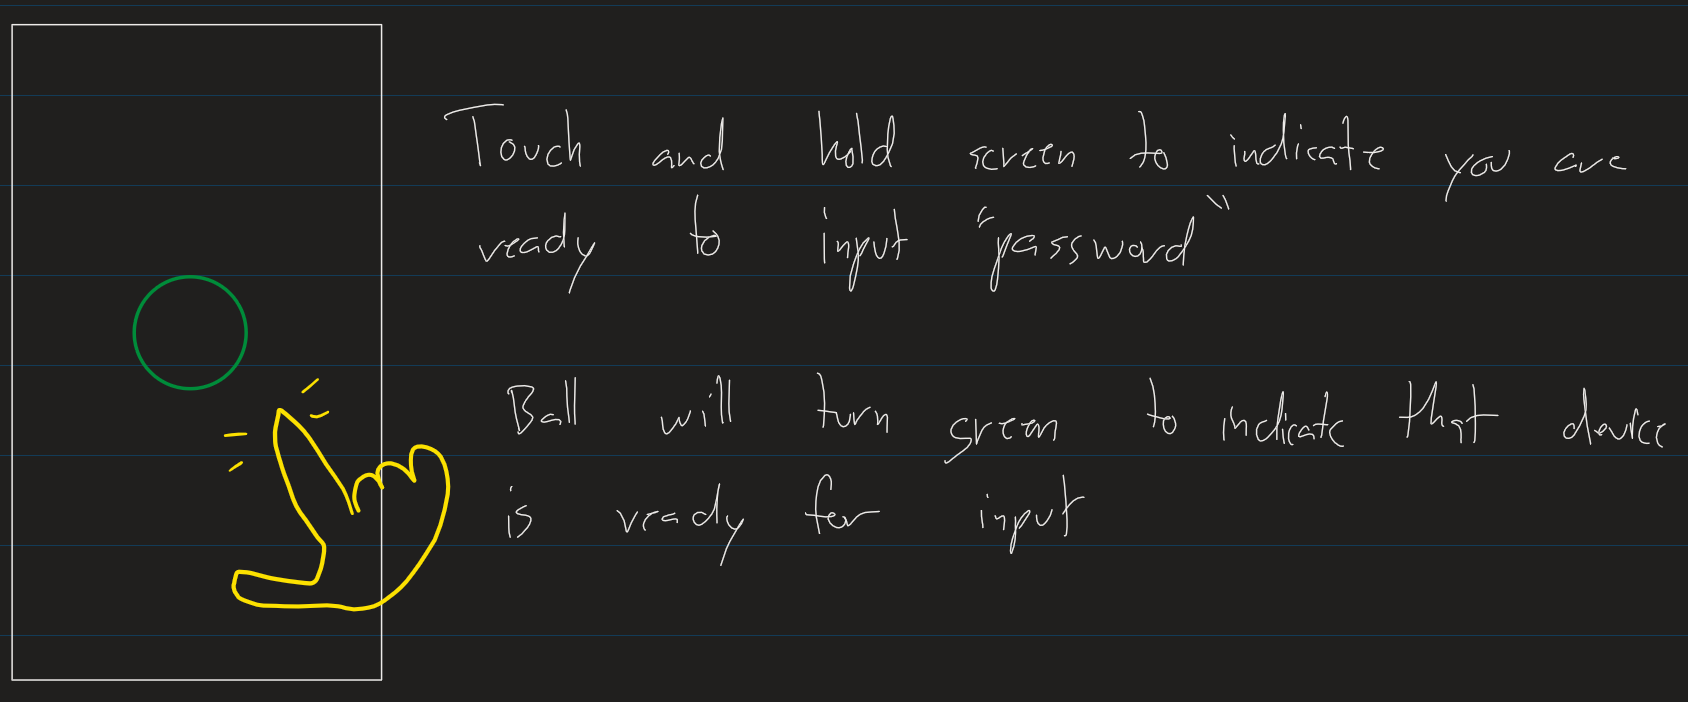 Touch and hold screen to indicate you are
ready to input "password"
Ball will turn green to indicate that device
is ready for input